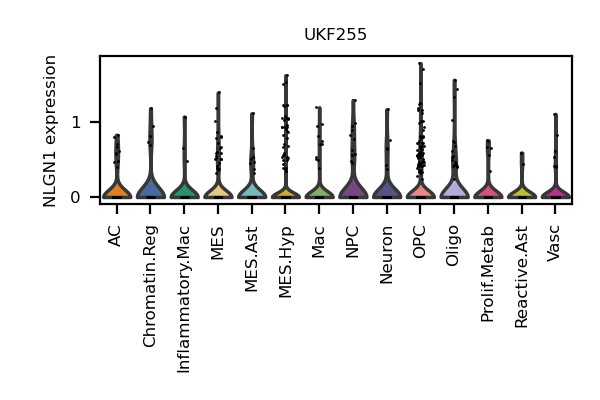 UKF255
NLGN1 expression
1
0
AC
Chromatin.Reg
Inflammatory.Mac
MES
MES.Ast
MES.Hyp
Mac
NPC
Neuron
OPC
Oligo
Prolif.Metab
Reactive.Ast
Vasc